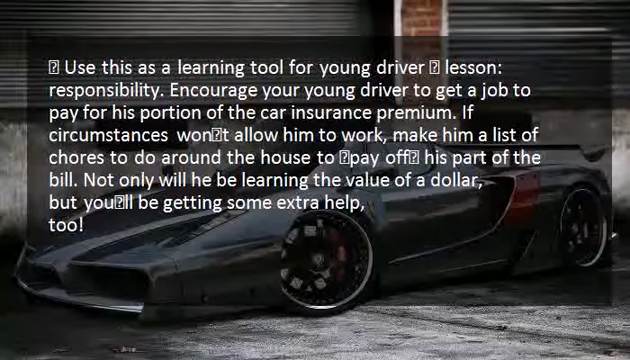 � Use this as a learning tool for young driver � lesson:
responsibility. Encourage your young driver to get a job to
pay for his portion of the car insurance premium. If
circumstances won�t allow him to work, make him a list of
chores to do around the house to �pay off� his part of the
bill. Not only will he be learning the value of a dollar,
but you�ll be getting some extra help,
too!